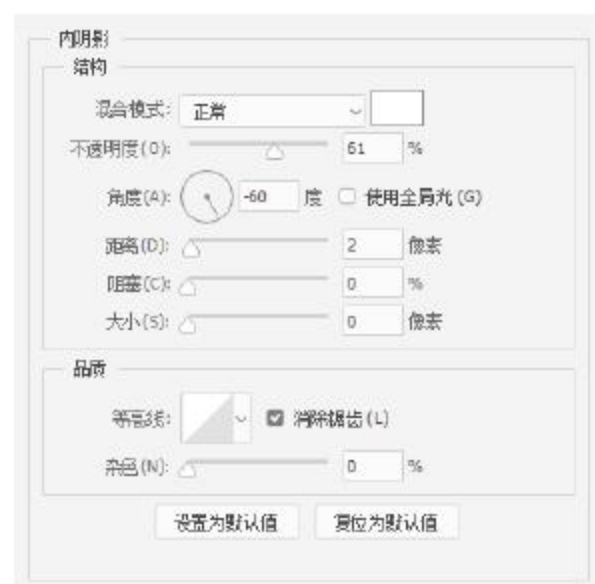 内阴影
结构
混合模式: 正常
不透明度(O): 61 %
角度(A): -60 度 使用全局光(G)
距离(D): 2 像素
阻塞(C): 0 %
大小(S): 0 像素
品质
等高线: 消除锯齿(L)
杂色(N): 0 %
设置为默认值 复位为默认值